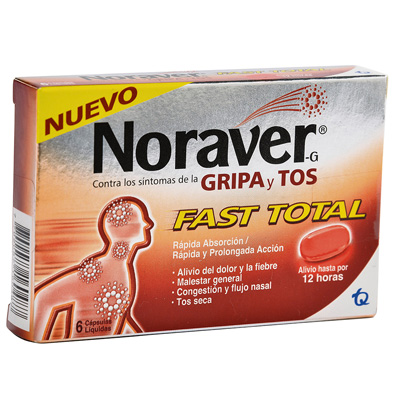 NUEVO
Noraver®-G
Contra los síntomas de la GRIPA y TOS
FAST TOTAL
Rápida Absorción /
Rápida y Prolongada Acción
• Alivio del dolor y la fiebre
• Malestar general
• Congestión y flujo nasal
• Tos seca
Alivio hasta por
12 horas
6 Cápsulas
Líquidas
TQ